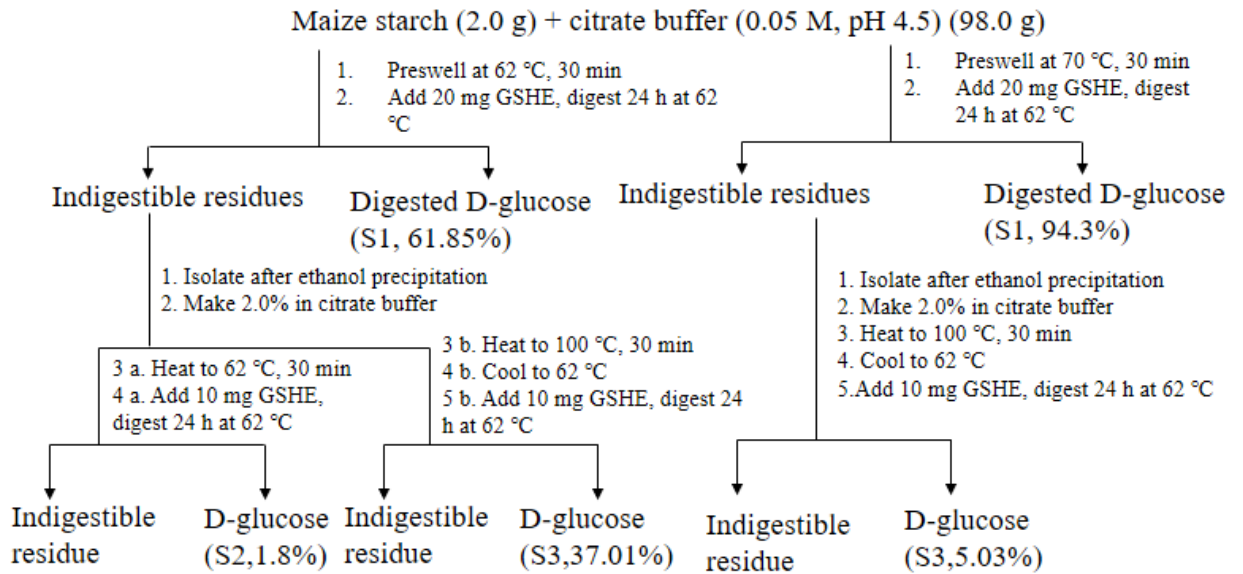 Maize starch (2.0 g) + citrate buffer (0.05 M, pH 4.5) (98.0 g)
1. Preswell at 62 ℃, 30 min
2. Add 20 mg GSHE, digest 24 h at 62
℃
1. Preswell at 70 ℃, 30 min
2. Add 20 mg GSHE, digest
24 h at 62 ℃
Indigestible residues
Digested D-glucose
(S1, 61.85%)
Indigestible residues
Digested D-glucose
(S1, 94.3%)
1. Isolate after ethanol precipitation
2. Make 2.0% in citrate buffer
3 a. Heat to 62 ℃, 30 min
4 a. Add 10 mg GSHE,
digest 24 h at 62 ℃
3 b. Heat to 100 ℃, 30 min
4 b. Cool to 62 ℃
5 b. Add 10 mg GSHE, digest 24
h at 62 ℃
1. Isolate after ethanol precipitation
2. Make 2.0% in citrate buffer
3. Heat to 100 ℃, 30 min
4. Cool to 62 ℃
5.Add 10 mg GSHE, digest 24 h at 62 ℃
Indigestible
residue
D-glucose
(S2,1.8%)
Indigestible
residue
D-glucose
(S3,37.01%)
Indigestible
residue
D-glucose
(S3,5.03%)